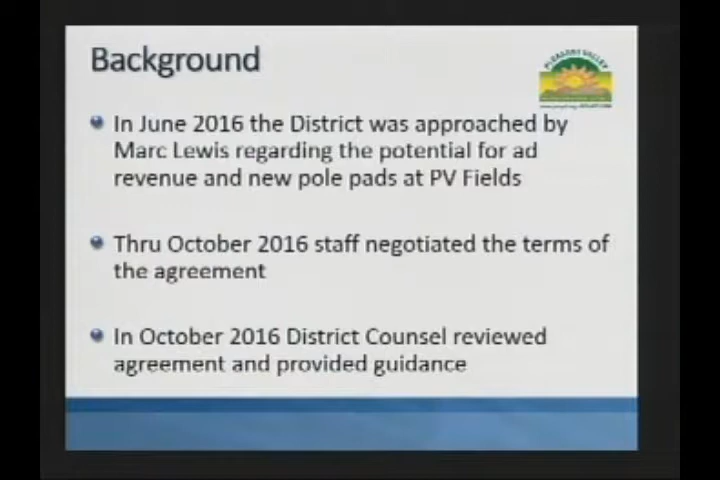 Background
PLEASANT VALLEY
In June 2016 the District was approached by
Marc Lewis regarding the potential for ad
revenue and new pole pads at PV Fields
Thru October 2016 staff negotiated the terms of
the agreement
In October 2016 District Counsel reviewed
agreement and provided guidance